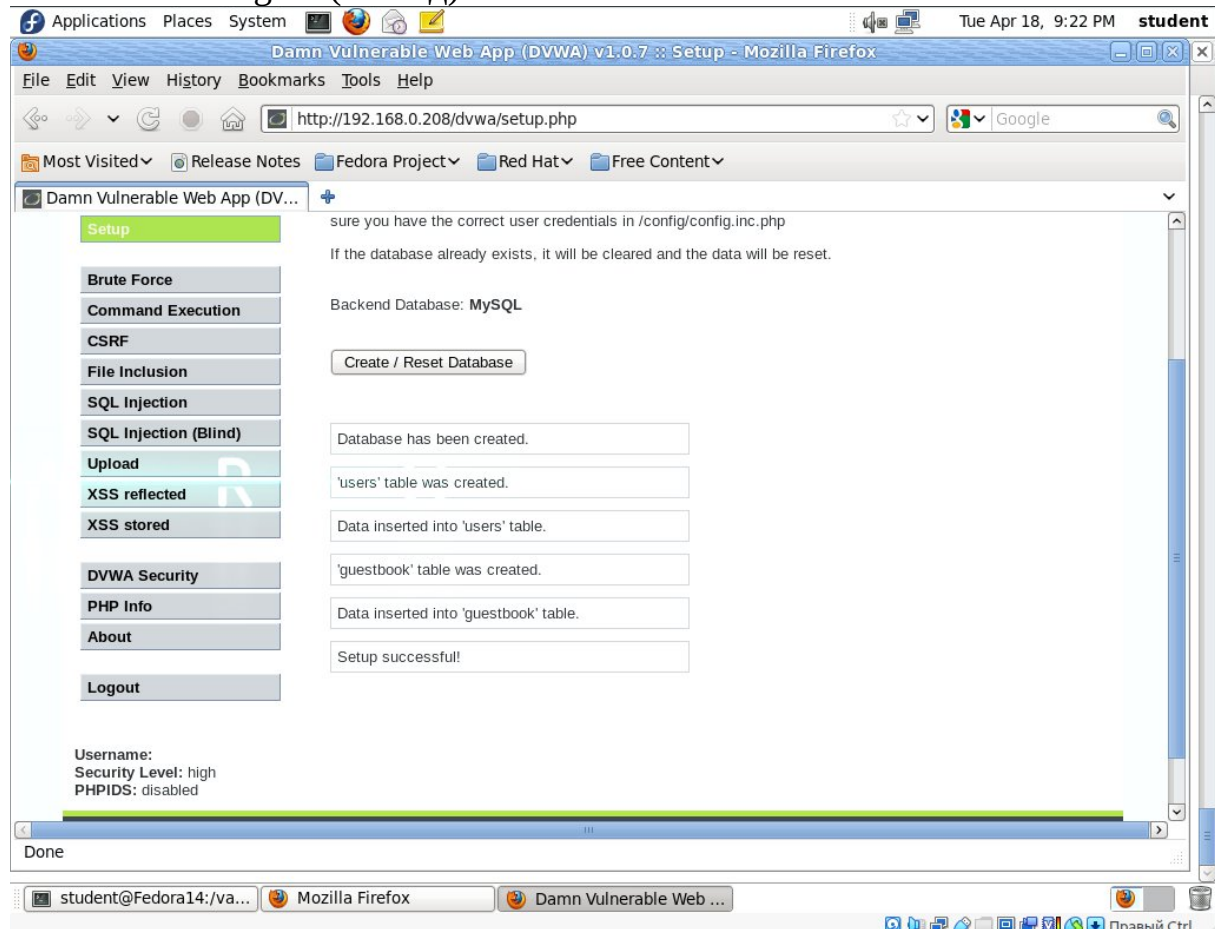 Applications Places System
Tue Apr 18, 9:22 PM student
Damn Vulnerable Web App (DVWA) v1.0.7 :: Setup - Mozilla Firefox
File Edit View History Bookmarks Tools Help
http://192.168.0.208/dvwa/setup.php
Google
Most Visited Release Notes Fedora Project Red Hat Free Content
Damn Vulnerable Web App (DV...
Setup
Brute Force
Command Execution
CSRF
File Inclusion
SQL Injection
SQL Injection (Blind)
Upload
XSS reflected
XSS stored
DVWA Security
PHP Info
About
Logout
sure you have the correct user credentials in /config/config.inc.php
If the database already exists, it will be cleared and the data will be reset.
Backend Database: MySQL
Create / Reset Database
Database has been created.
'users' table was created.
Data inserted into 'users' table.
'guestbook' table was created.
Data inserted into 'guestbook' table.
Setup successful!
Username:
Security Level: high
PHPIDS: disabled
Done
student@Fedora14:/va...
Mozilla Firefox
Damn Vulnerable Web ...
Правый Ctrl